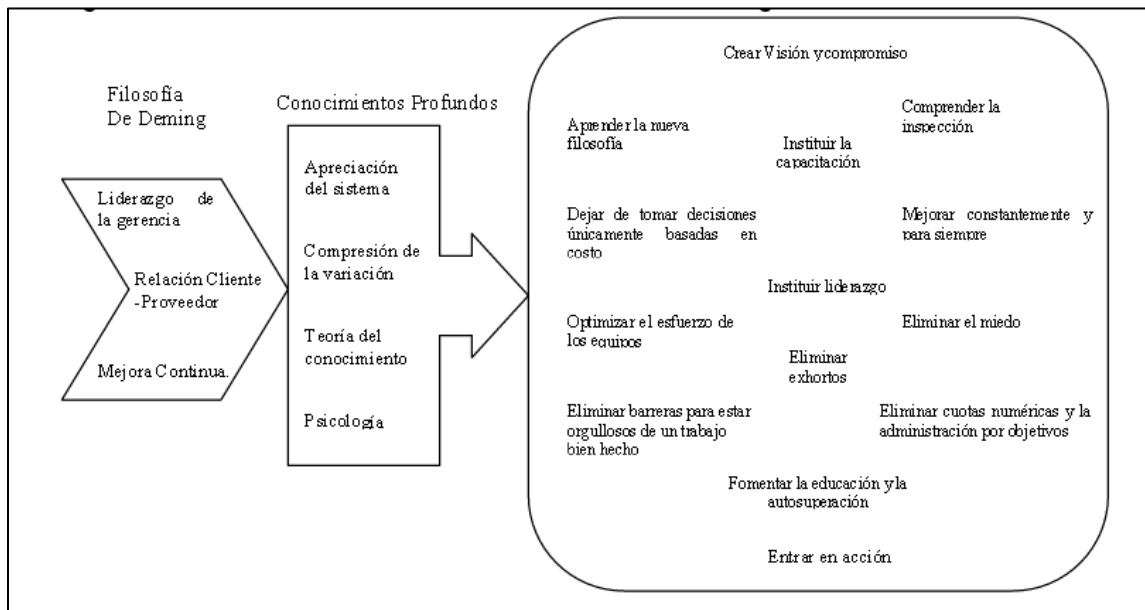 Filosofía
De Deming
Liderazgo de
la gerencia
Relación Cliente
-Proveedor
Mejora Continua.
Conocimientos Profundos
Apreciación
del sistema
Compresión de
la variación
Teoría del
conocimiento
Psicología
Crear Visión y compromiso
Aprender la nueva
filosofía
Comprender la
inspección
Instituir la
capacitación
Dejar de tomar decisiones
únicamente basadas en
costo
Mejorar constantemente y
para siempre
Instituir liderazgo
Optimizar el esfuerzo de
los equipos
Eliminar el miedo
Eliminar
exhortos
Eliminar barreras para estar
orgullosos de un trabajo
bien hecho
Eliminar cuotas numéricas y la
administración por objetivos
Fomentar la educación y la
autosuperación
Entrar en acción